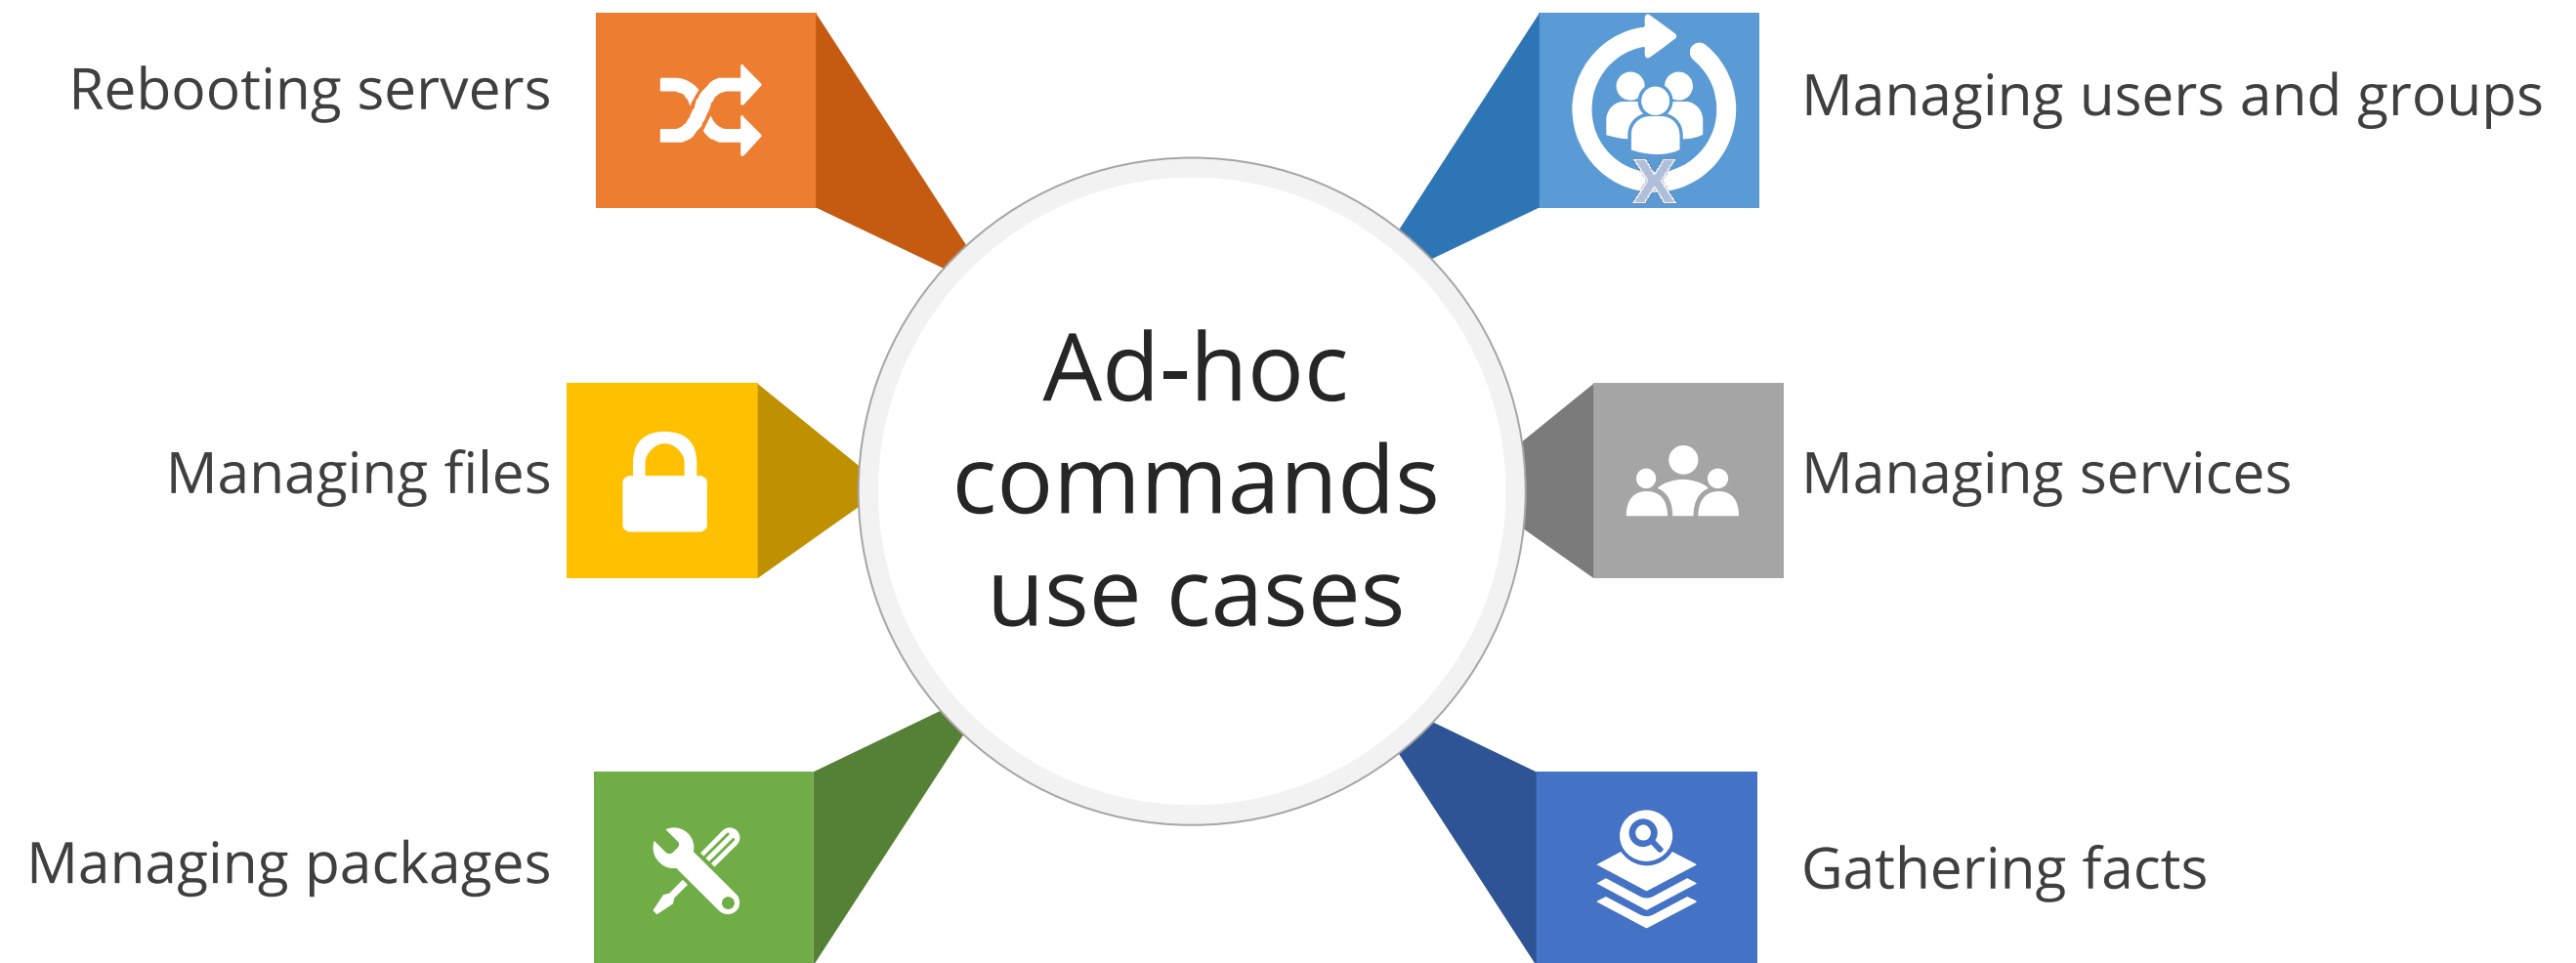 Rebooting servers
Managing users and groups
Ad-hoc
commands
use cases
Managing files
Managing services
Managing packages
Gathering facts
X